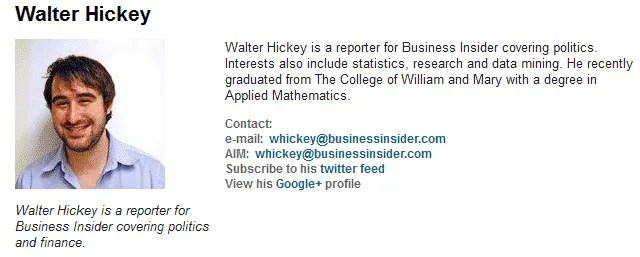 Walter Hickey
Walter Hickey is a reporter for Business Insider covering politics.
Interests also include statistics, research and data mining. He recently
graduated from The College of William and Mary with a degree in
Applied Mathematics.
Contact:
e-mail: whickey@businessinsider.com
AIM: whickey@businessinsider.com
Subscribe to his twitter feed
View his Google+ profile
Walter Hickey is a reporter for
Business Insider covering politics
and finance.